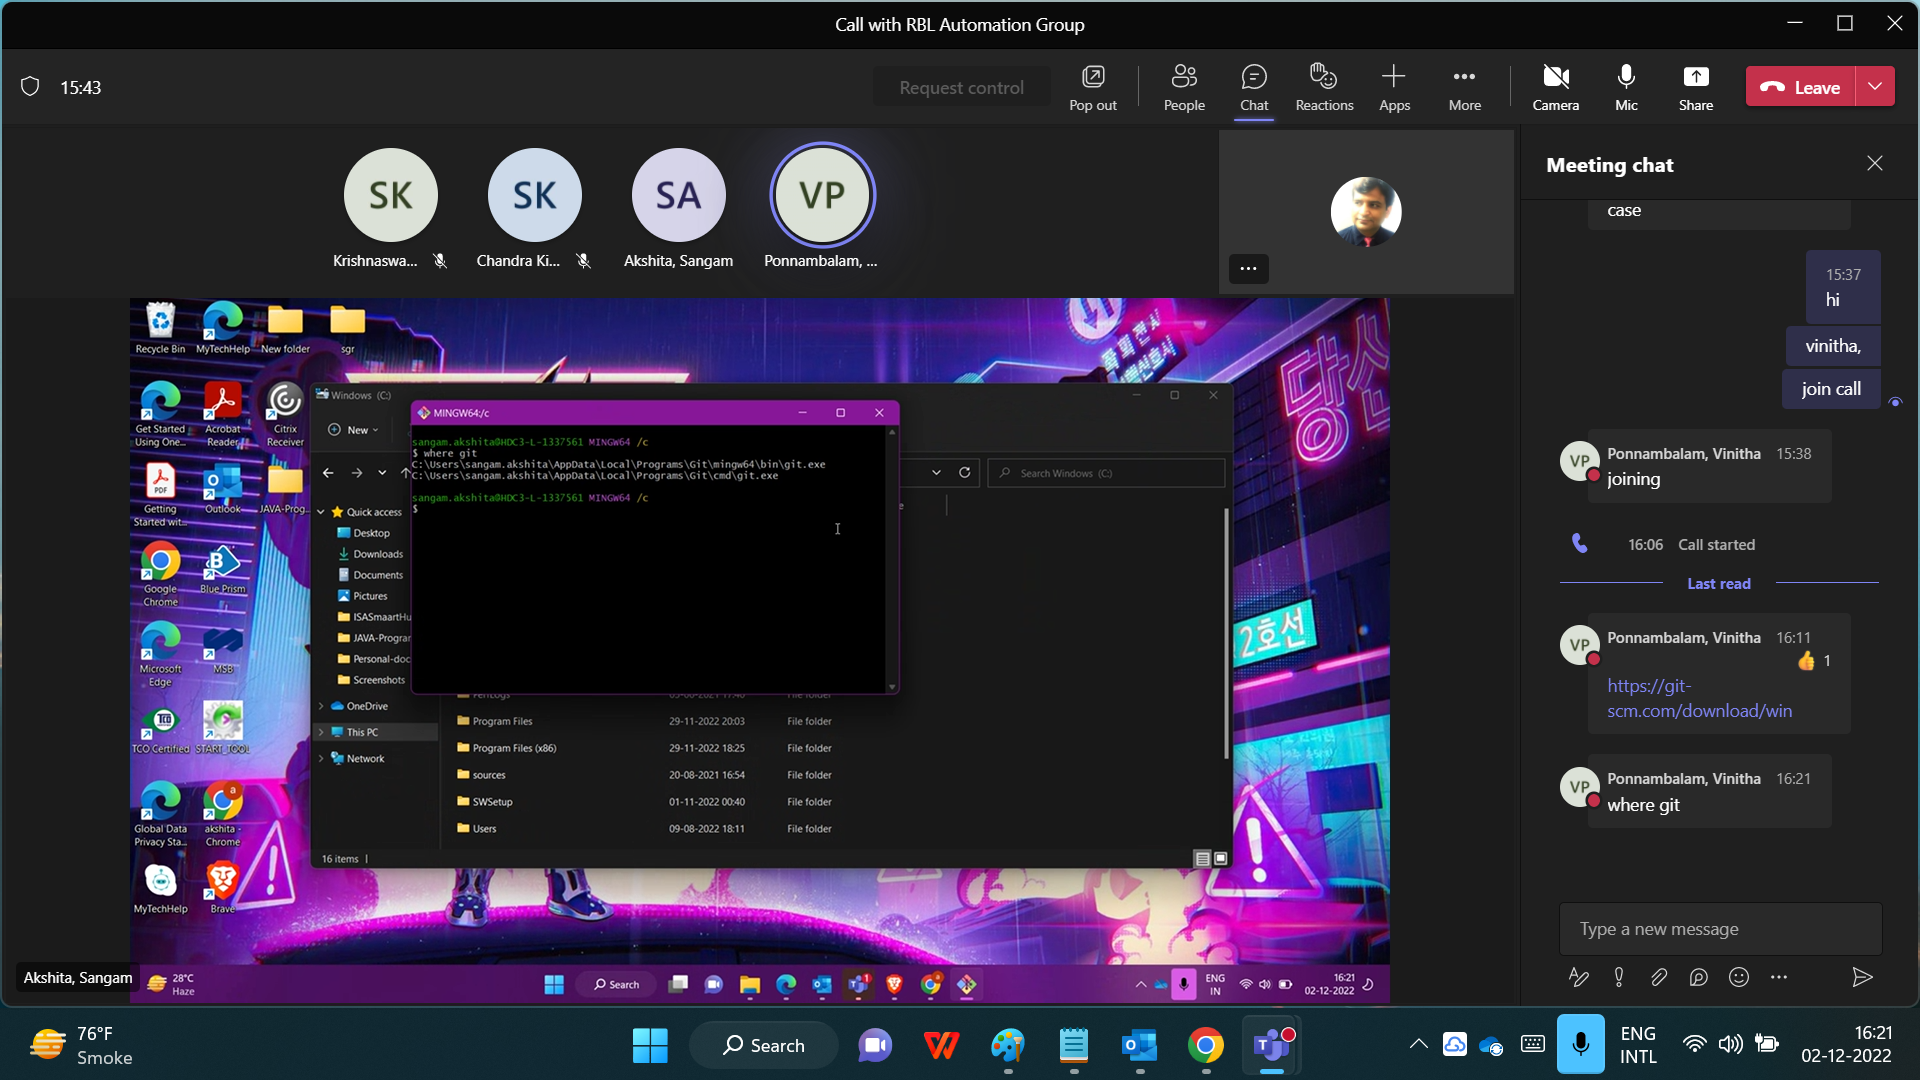 Call with RBL Automation Group
15:43
Request control
Pop out
People
Chat
Reactions
Apps
More
Camera
Mic
Share
Leave
SK
SK
SA
VP
Krishnaswa...
Chandra Ki...
Akshita, Sangam
Ponnambalam, ...
Meeting chat
case
15:37
hi
vinitha,
join call
VP
Ponnambalam, Vinitha 15:38
joining
16:06 Call started
Last read
VP
Ponnambalam, Vinitha 16:11
👍 1
https://git-
scm.com/download/win
VP
Ponnambalam, Vinitha 16:21
where git
Type a new message
Recycle Bin
MyTechHelp
New folder
sgr
Get Started
Using One...
Acrobat
Reader
Citrix
Receiver
PDF
Getting
Started wit...
Outlook
JAVA-Prog...
Google
Chrome
Blue Prism
Microsoft
Edge
MSB
TCO
TCO Certified
START_TOOL
Global Data
Privacy Sta...
akshita -
Chrome
MyTechHelp
Brave
Windows (C:)
New
Search Windows (C:)
Quick access
Desktop
Downloads
Documents
Pictures
ISASmaartHu
JAVA-Prograr
Personal-doc
Screenshots
OneDrive
This PC
Network
MINGW64:/c
sangam.akshita@HDC3-L-1337561 MINGW64 /c
$ where git
C:\Users\sangam.akshita\AppData\Local\Programs\Git\mingw64\bin\git.exe
C:\Users\sangam.akshita\AppData\Local\Programs\Git\cmd\git.exe
sangam.akshita@HDC3-L-1337561 MINGW64 /c
$
Program Files 29-11-2022 20:03 File folder
Program Files (x86) 29-11-2022 18:25 File folder
sources 20-08-2021 16:54 File folder
SWSetup 01-11-2022 00:40 File folder
Users 09-08-2022 18:11 File folder
16 items
2호선
Akshita, Sangam
28°C
Haze
Search
ENG
IN
16:21
02-12-2022
76°F
Smoke
Search
ENG
INTL
16:21
02-12-2022